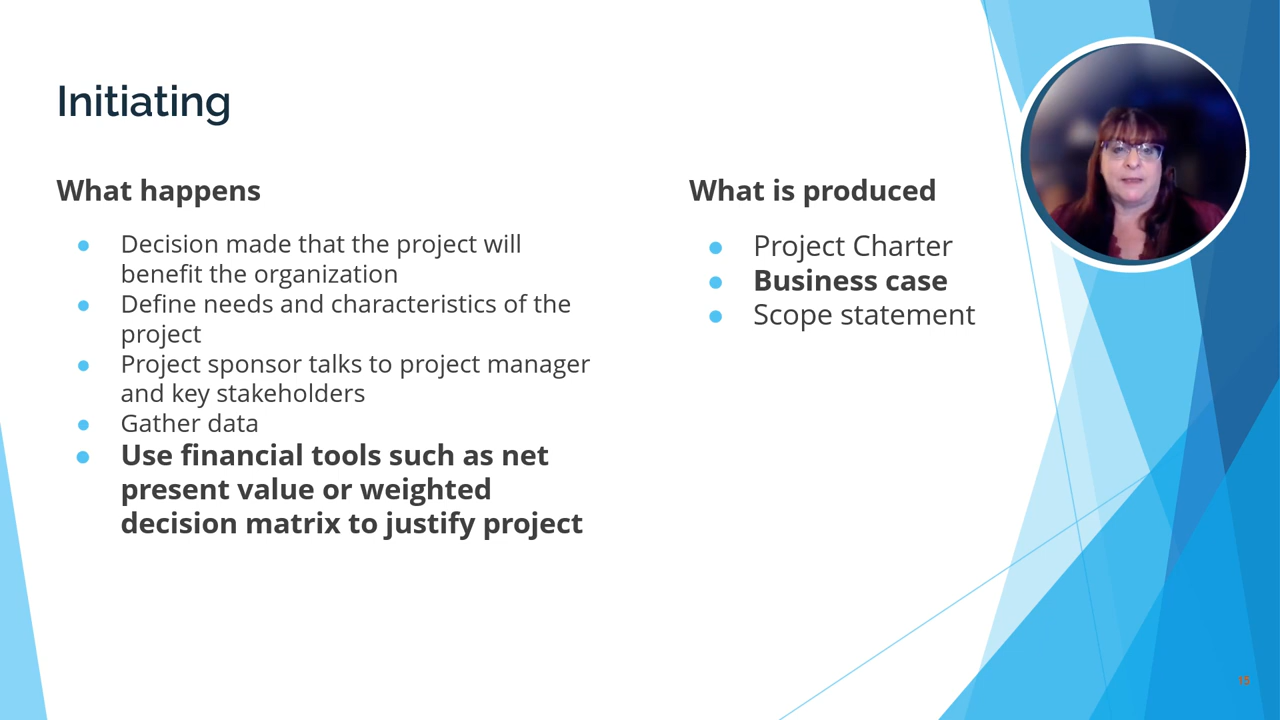 Initiating
What happens
Decision made that the project will
benefit the organization
Define needs and characteristics of the
project
Project sponsor talks to project manager
and key stakeholders
Gather data
Use financial tools such as net
present value or weighted
decision matrix to justify project
What is produced
Project Charter
Business case
Scope statement
15